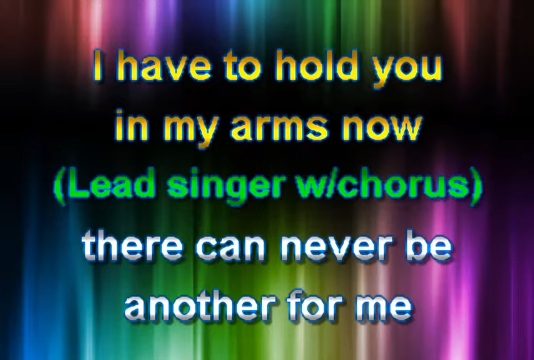 I have to hold you
in my arms now
(Lead singer w/chorus)
there can never be
another for me